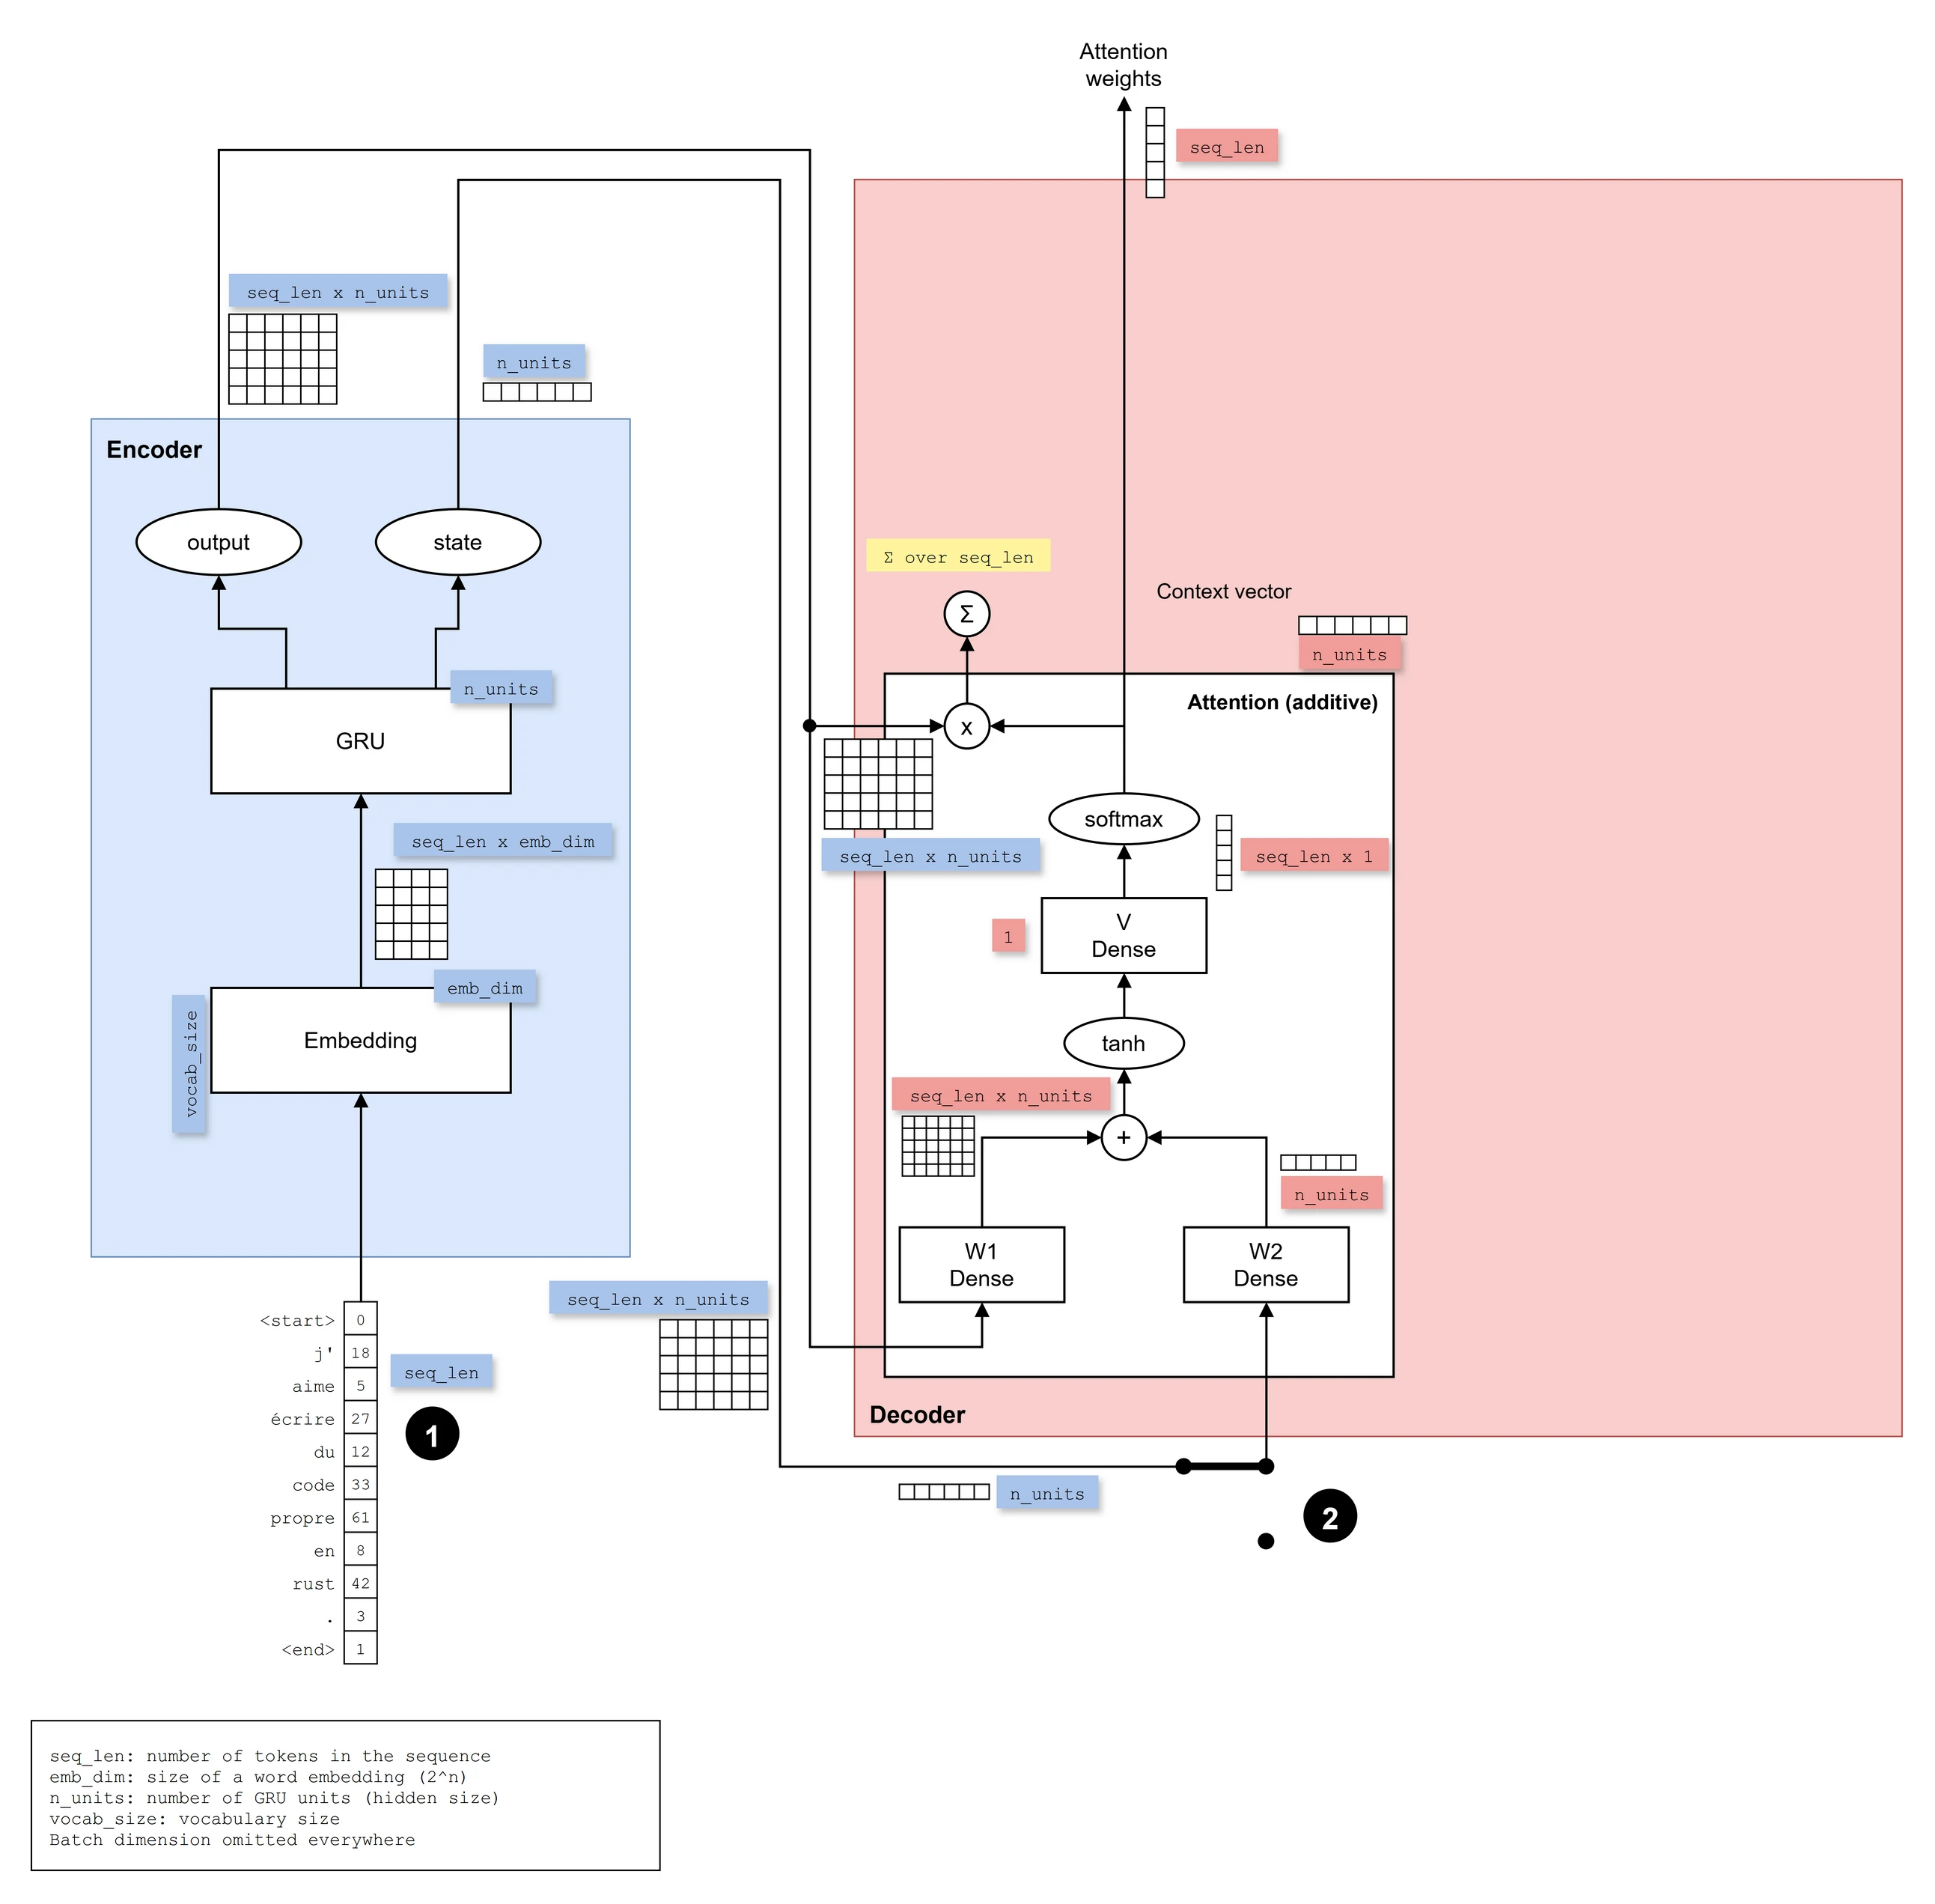 Attention
weights
seq_len
seq_len x n_units
n_units
Encoder
output
state
Σ over seq_len
Σ
Context vector
n_units
n_units
GRU
Attention (additive)
x
softmax
seq_len x emb_dim
seq_len x n_units
seq_len x 1
V
Dense
1
emb_dim
vocab_size
Embedding
tanh
seq_len x n_units
+
n_units
W1
Dense
W2
Dense
seq_len x n_units
Decoder
n_units
<start> 0
j' 18
aime 5
écrire 27
du 12
code 33
propre 61
en 8
rust 42
. 3
<end> 1
seq_len
1
2
seq_len: number of tokens in the sequence
emb_dim: size of a word embedding (2^n)
n_units: number of GRU units (hidden size)
vocab_size: vocabulary size
Batch dimension omitted everywhere